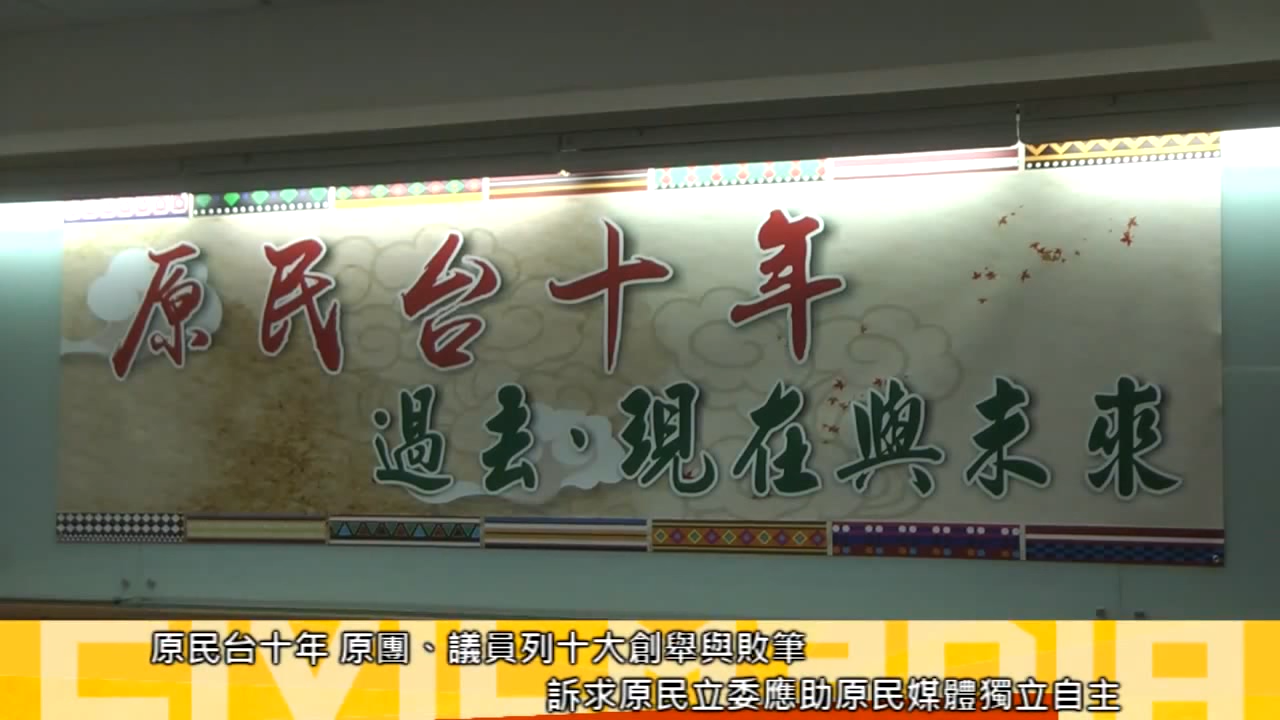 原民台十年
過去、現在與未來
原民台十年 原團、議員列十大創舉與敗筆
訴求原民立委應助原民媒體獨立自主